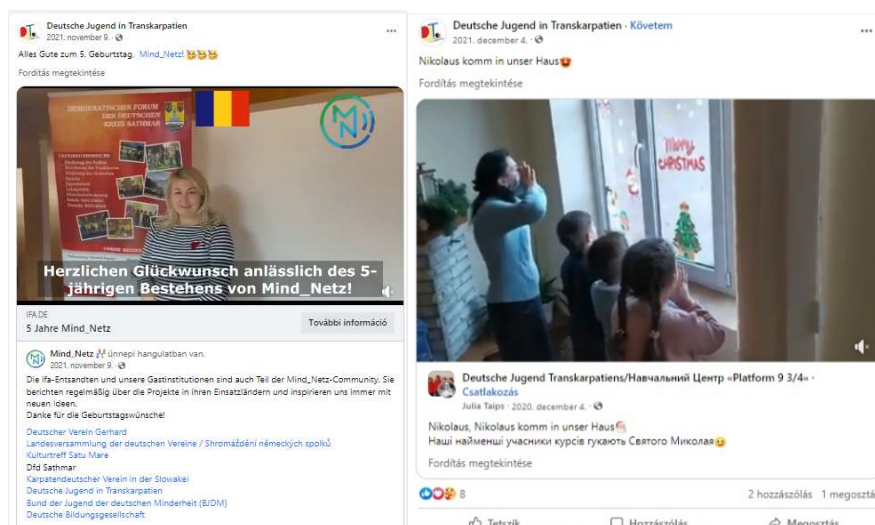 Deutsche Jugend in Transkarpatien
2021. november 9. ·
Alles Gute zum 5. Geburtstag, Mind_Netz!
Fordítás megtekintése
DEMOKRATISCHES FORUM
DER DEUTSCHEN
KREIS SATHMAR
MN
Herzlichen Glückwunsch anlässlich des 5-
jährigen Bestehens von Mind_Netz!
IFA.DE
5 Jahre Mind_Netz
További információ
Mind_Netz ünnepi hangulatban van.
2021. november 9. ·
Die ifa-Entsandten und unsere Gastinstitutionen sind auch Teil der Mind_Netz-Community. Sie
berichten regelmäßig über die Projekte in ihren Einsatzländern und inspirieren uns immer mit
neuen Ideen.
Danke für die Geburtstagswünsche!
Deutscher Verein Gerhard
Landesversammlung der deutschen Vereine / Shromáždění německých spolků
Kulturtreff Satu Mare
Dfd Sathmar
Karpatendeutscher Verein in der Slowakei
Deutsche Jugend in Transkarpatien
Bund der Jugend der deutschen Minderheit (BJDM)
Deutsche Bildungsgesellschaft
Deutsche Jugend in Transkarpatien · Követem
2021. december 4. ·
Nikolaus komm in unser Haus
Fordítás megtekintése
Merry
CHRISTMAS
Deutsche Jugend Transkarpatiens/Навчальний Центр «Platform 9 3/4» ·
Csatlakozás
Julia Taips · 2020. december 4. ·
Nikolaus, Nikolaus komm in unser Haus
Наші найменші учасники курсів гукають Святого Миколая
Fordítás megtekintése
8
2 hozzászólás 1 megosztá
Tetszik
Hozzászólás
Megosztás